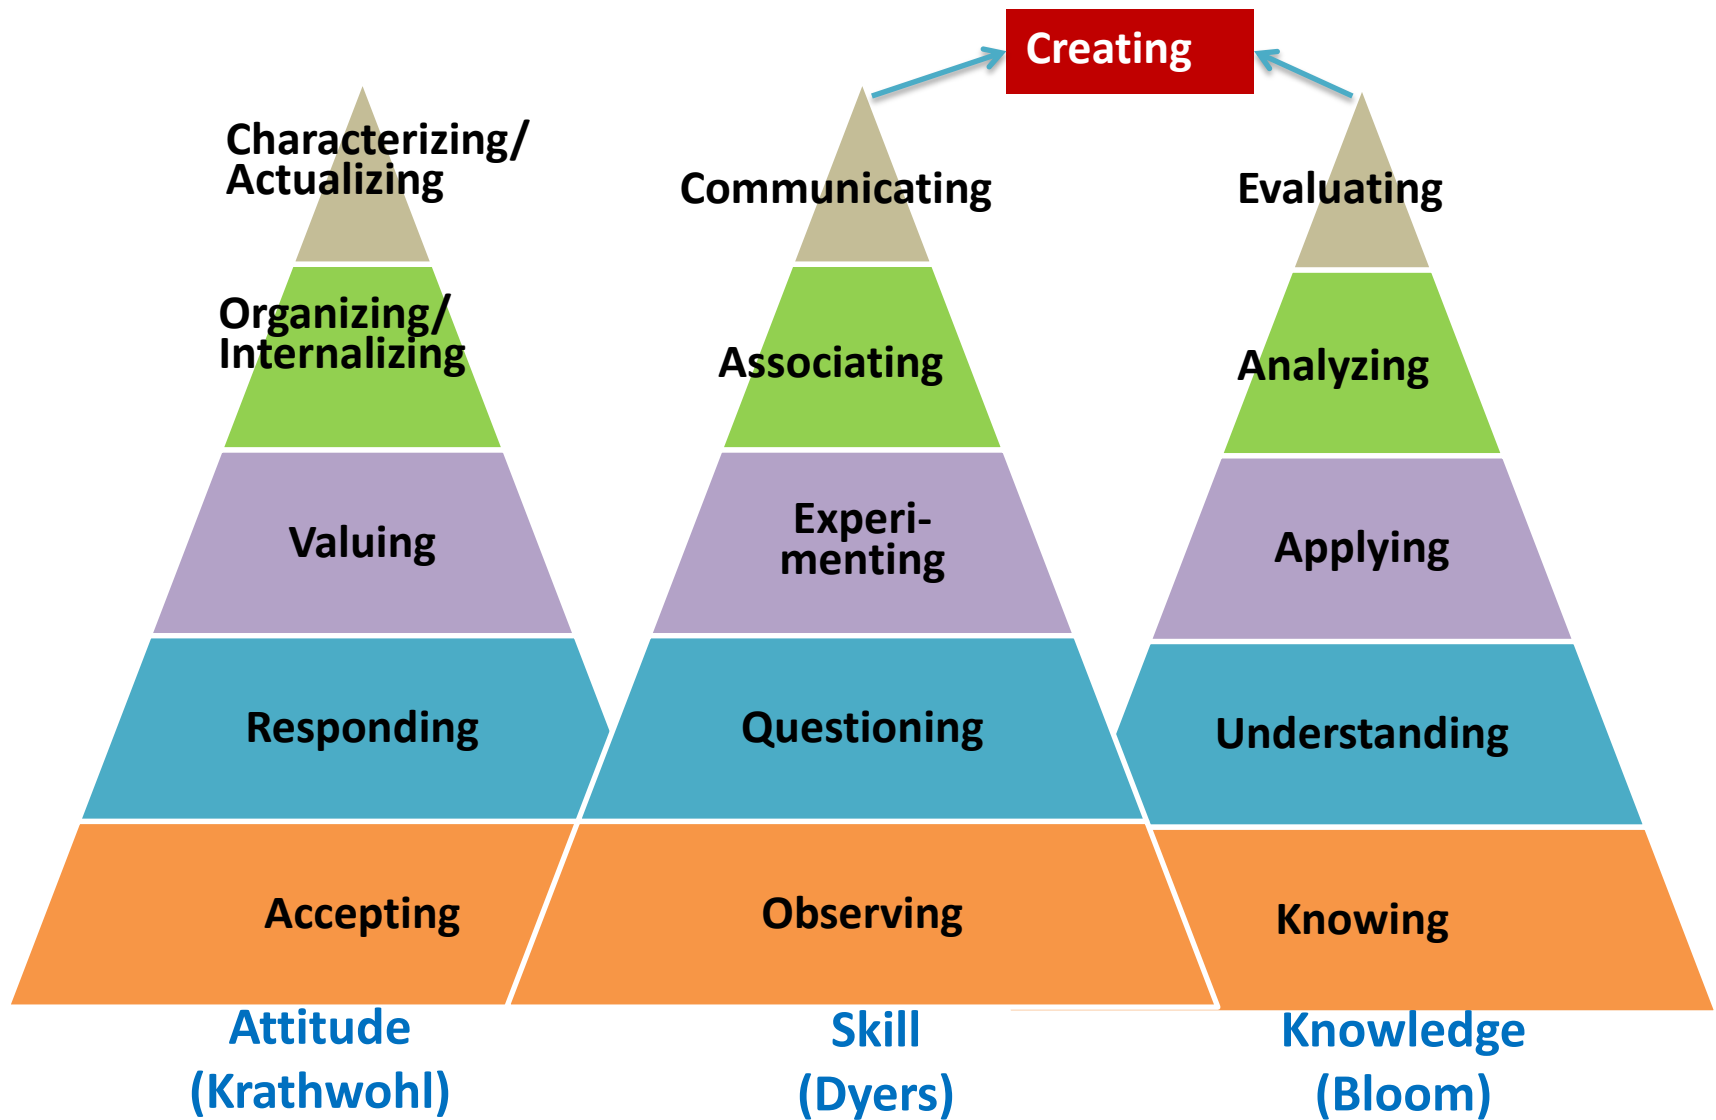 Creating
Characterizing/
Actualizing
Communicating
Evaluating
Organizing/
Internalizing
Associating
Analyzing
Valuing
Experi-
menting
Applying
Responding
Questioning
Understanding
Accepting
Observing
Knowing
Attitude
(Krathwohl)
Skill
(Dyers)
Knowledge
(Bloom)